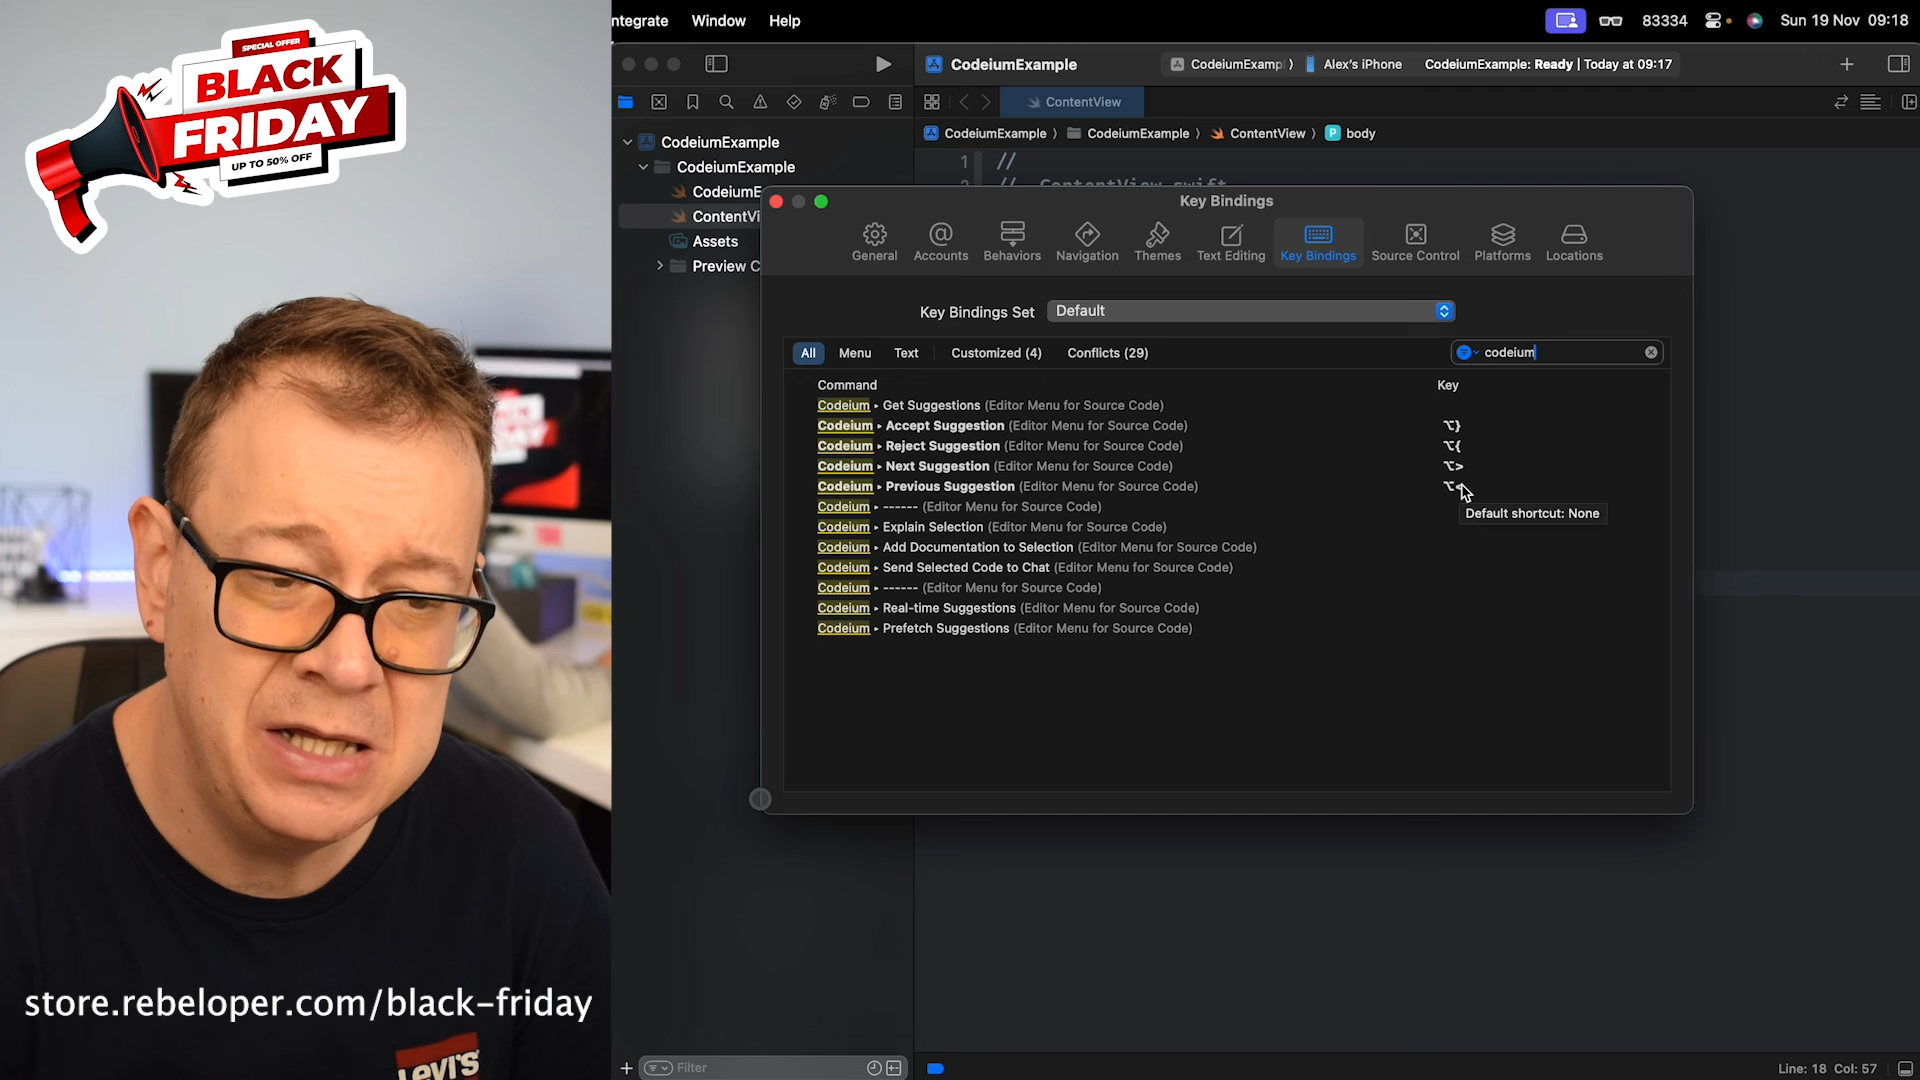 SPECIAL OFFER
BLACK
FRIDAY
UP TO 50% OFF
ntegrate Window Help
83334 Sun 19 Nov 09:18
CodeiumExample
CodeiumExampl Alex's iPhone CodeiumExample: Ready | Today at 09:17
ContentView
CodeiumExample CodeiumExample ContentView body
CodeiumExample
CodeiumExample
CodeiumE
ContentVi
Assets
Preview C
1 //
2 // ContentView.swift
Key Bindings
General Accounts Behaviors Navigation Themes Text Editing Key Bindings Source Control Platforms Locations
Key Bindings Set Default
All Menu Text Customized (4) Conflicts (29) codeium
Command Key
Codeium ▸ Get Suggestions (Editor Menu for Source Code)
Codeium ▸ Accept Suggestion (Editor Menu for Source Code) ⌥}
Codeium ▸ Reject Suggestion (Editor Menu for Source Code) ⌥{
Codeium ▸ Next Suggestion (Editor Menu for Source Code) ⌥>
Codeium ▸ Previous Suggestion (Editor Menu for Source Code) ⌥<
Codeium ▸ ------ (Editor Menu for Source Code)
Default shortcut: None
Codeium ▸ Explain Selection (Editor Menu for Source Code)
Codeium ▸ Add Documentation to Selection (Editor Menu for Source Code)
Codeium ▸ Send Selected Code to Chat (Editor Menu for Source Code)
Codeium ▸ ------ (Editor Menu for Source Code)
Codeium ▸ Real-time Suggestions (Editor Menu for Source Code)
Codeium ▸ Prefetch Suggestions (Editor Menu for Source Code)
store.rebeloper.com/black-friday
Levi's
Filter
Line: 18 Col: 57